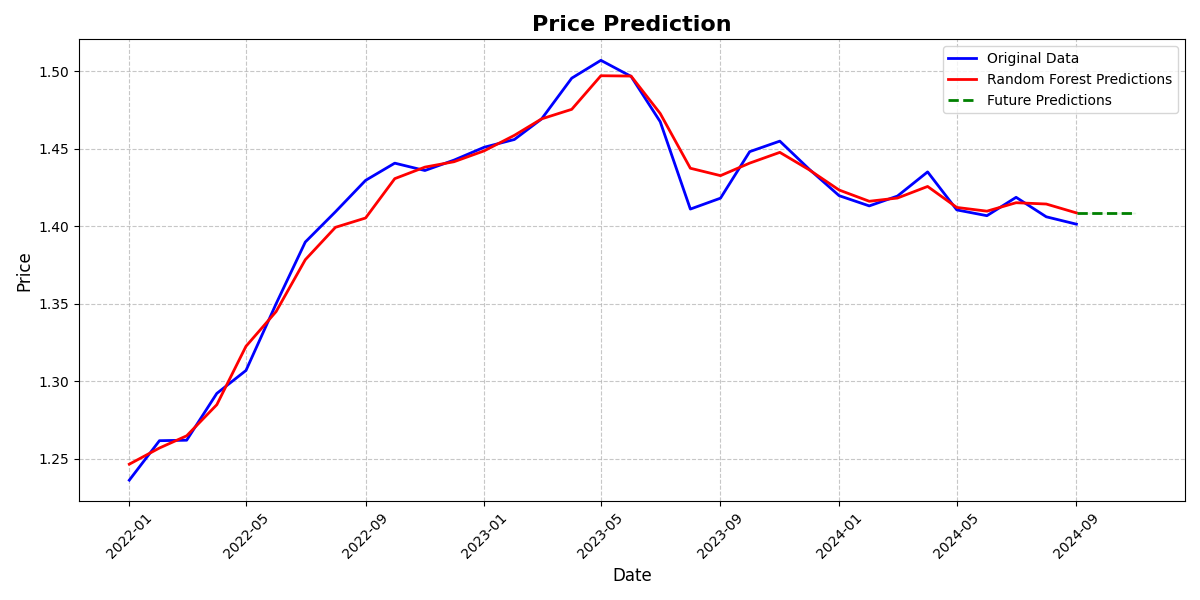 Price Prediction
Original Data
Random Forest Predictions
Future Predictions
Price
1.50
1.45
1.40
1.35
1.30
1.25
2022-01
2022-05
2022-09
2023-01
2023-05
2023-09
2024-01
2024-05
2024-09
Date